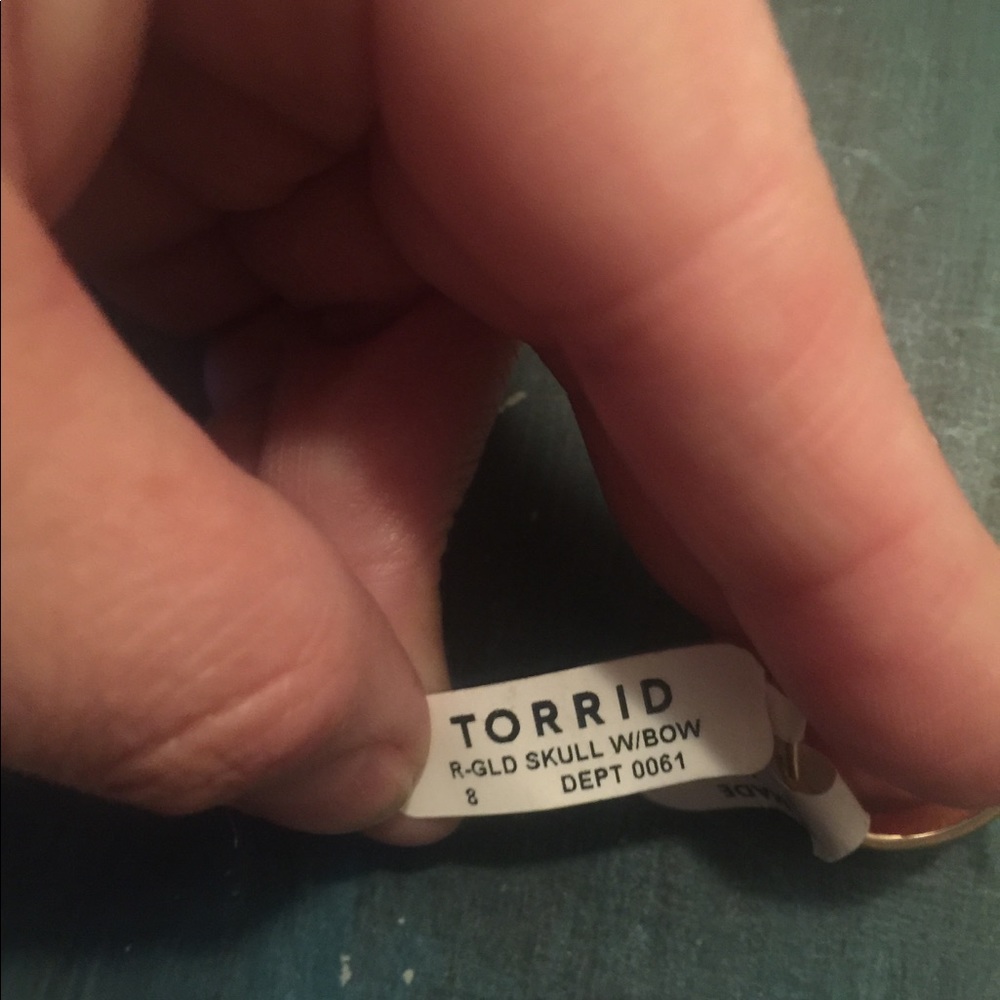 TORRID
R-GLD SKULL W/BOW
8 DEPT 0061